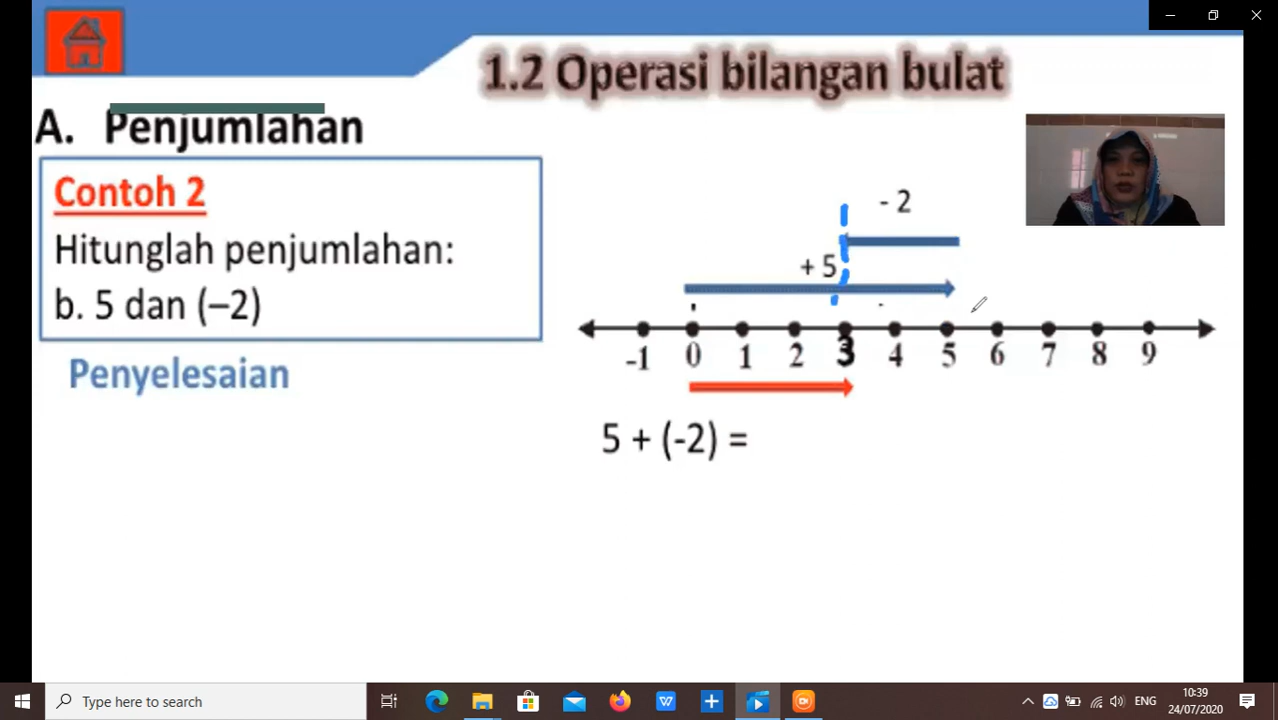 1.2 Operasi bilangan bulat
A. Penjumlahan
Contoh 2
Hitunglah penjumlahan:
b. 5 dan (–2)
Penyelesaian
- 2
+ 5
-1 0 1 2 3 4 5 6 7 8 9
5 + (-2) =
Type here to search
ENG
10:39
24/07/2020